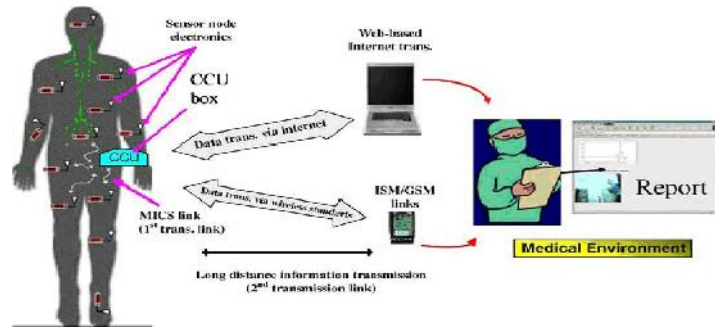 Sensor node
electronics
CCU
box
CCU
MICS link
(1st trans. link)
Data trans. via internet
Data trans. via wireless standarts
Web-based
Internet trans.
ISM/GSM
links
Long distance information transmission
(2nd transmission link)
Report
Medical Environment